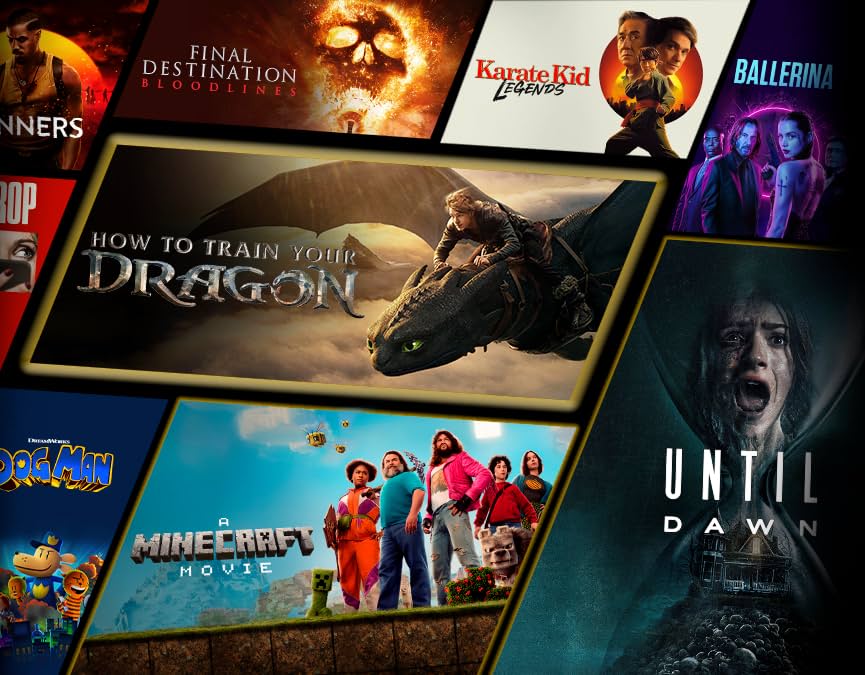 NNERS
FINAL
DESTINATION
BLOODLINES
Karate Kid
LEGENDS
BALLERINA
ROP
HOW TO TRAIN YOUR
DRAGON
DREAMWORKS
DOG MAN
A
MINECRAFT
MOVIE
UNTIL
DAWN